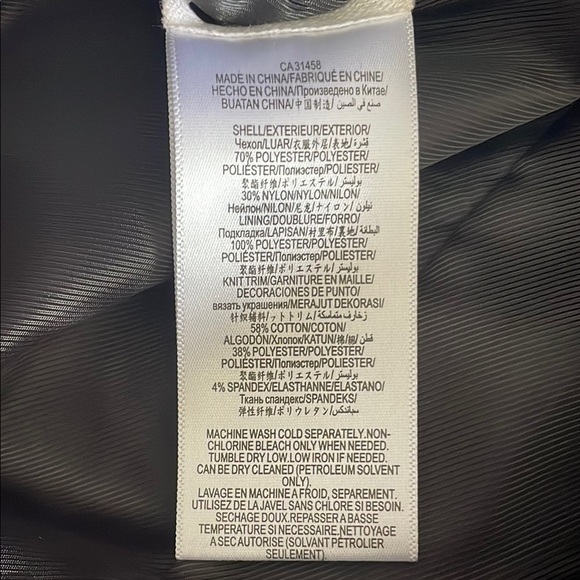 CA 31458
MADE IN CHINA/FABRIQUÉ EN CHINE/
HECHO EN CHINA/Произведено в Китае/
BUATAN CHINA/中国制造/ صنع في الصين/
SHELL/EXTERIEUR/EXTERIOR/
Чехол/LUAR/衣服外层/表地/ قشرة/
70% POLYESTER/POLYESTER/
POLIÉSTER/Полиэстер/POLIESTER/
聚酯纤维/ポリエステル/ بوليستر/
30% NYLON/NYLON/NILON/
Нейлон/NILON/尼龙/ナイロン/ نيلون/
LINING/DOUBLURE/FORRO/
Подкладка/LAPISAN/衬里布/裏地/ البطانة/
100% POLYESTER/POLYESTER/
POLIÉSTER/Полиэстер/POLIESTER/
聚酯纤维/ポリエステル/ بوليستر/
KNIT TRIM/GARNITURE EN MAILLE/
DECORACIONES DE PUNTO/
вязать украшения/MERAJUT DEKORASI/
针织辅料/ットトリム/ زخارف متماسكة/
58% COTTON/COTON/
ALGODÓN/Хлопок/KATUN/棉/綿/ قطن/
38% POLYESTER/POLYESTER/
POLIÉSTER/Полиэстер/POLIESTER/
聚酯纤维/ポリエステル/ بوليستر/
4% SPANDEX/ELASTHANNE/ELASTANO/
Ткань спандекс/SPANDEKS/
弹性纤维/ポリウレタン/ سباندكس/
MACHINE WASH COLD SEPARATELY.NON-
CHLORINE BLEACH ONLY WHEN NEEDED.
TUMBLE DRY LOW.LOW IRON IF NEEDED.
CAN BE DRY CLEANED (PETROLEUM SOLVENT
ONLY).
LAVAGE EN MACHINE A FROID, SEPAREMENT.
UTILISEZ DE LA JAVEL SANS CHLORE SI BESOIN.
SECHAGE DOUX.REPASSER A BASSE
TEMPERATURE SI NECESSAIRE.NETTOYAGE
A SEC AUTORISE (SOLVANT PÉTROLIER
SEULEMENT).